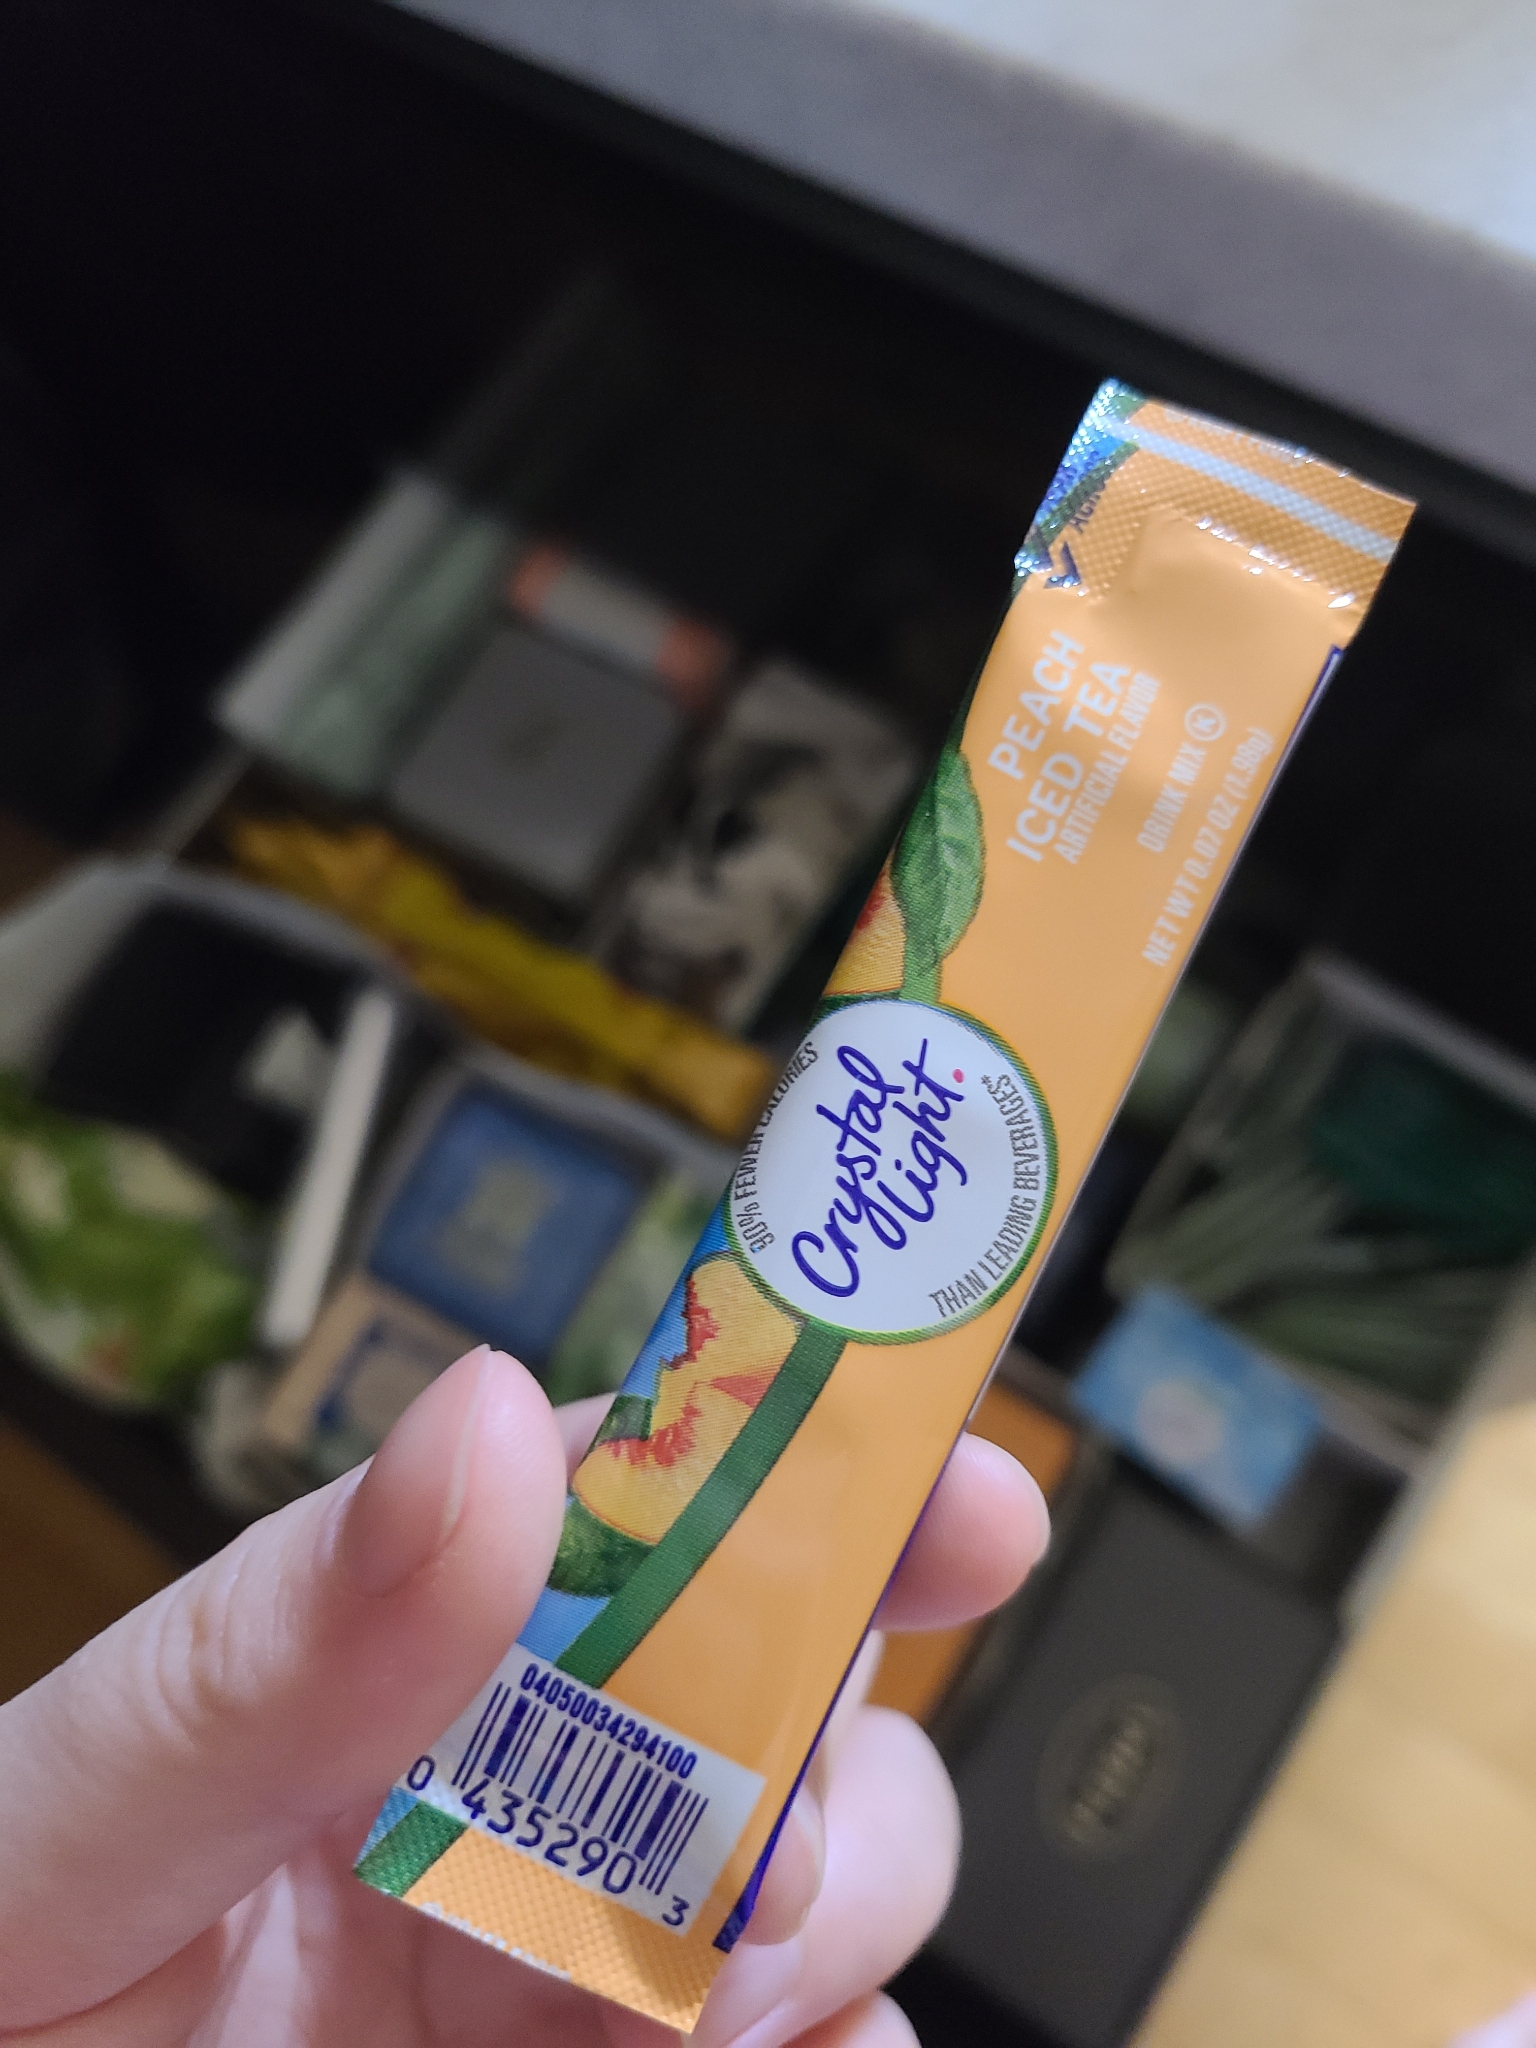 PEACH
ICED TEA
ARTIFICIAL FLAVOR
DRINK MIX K
NET WT 0.07 OZ (1.98g)
90% FEWER CALORIES
Crystal
Light
THAN LEADING BEVERAGES*
04050034294100
0 435290 3